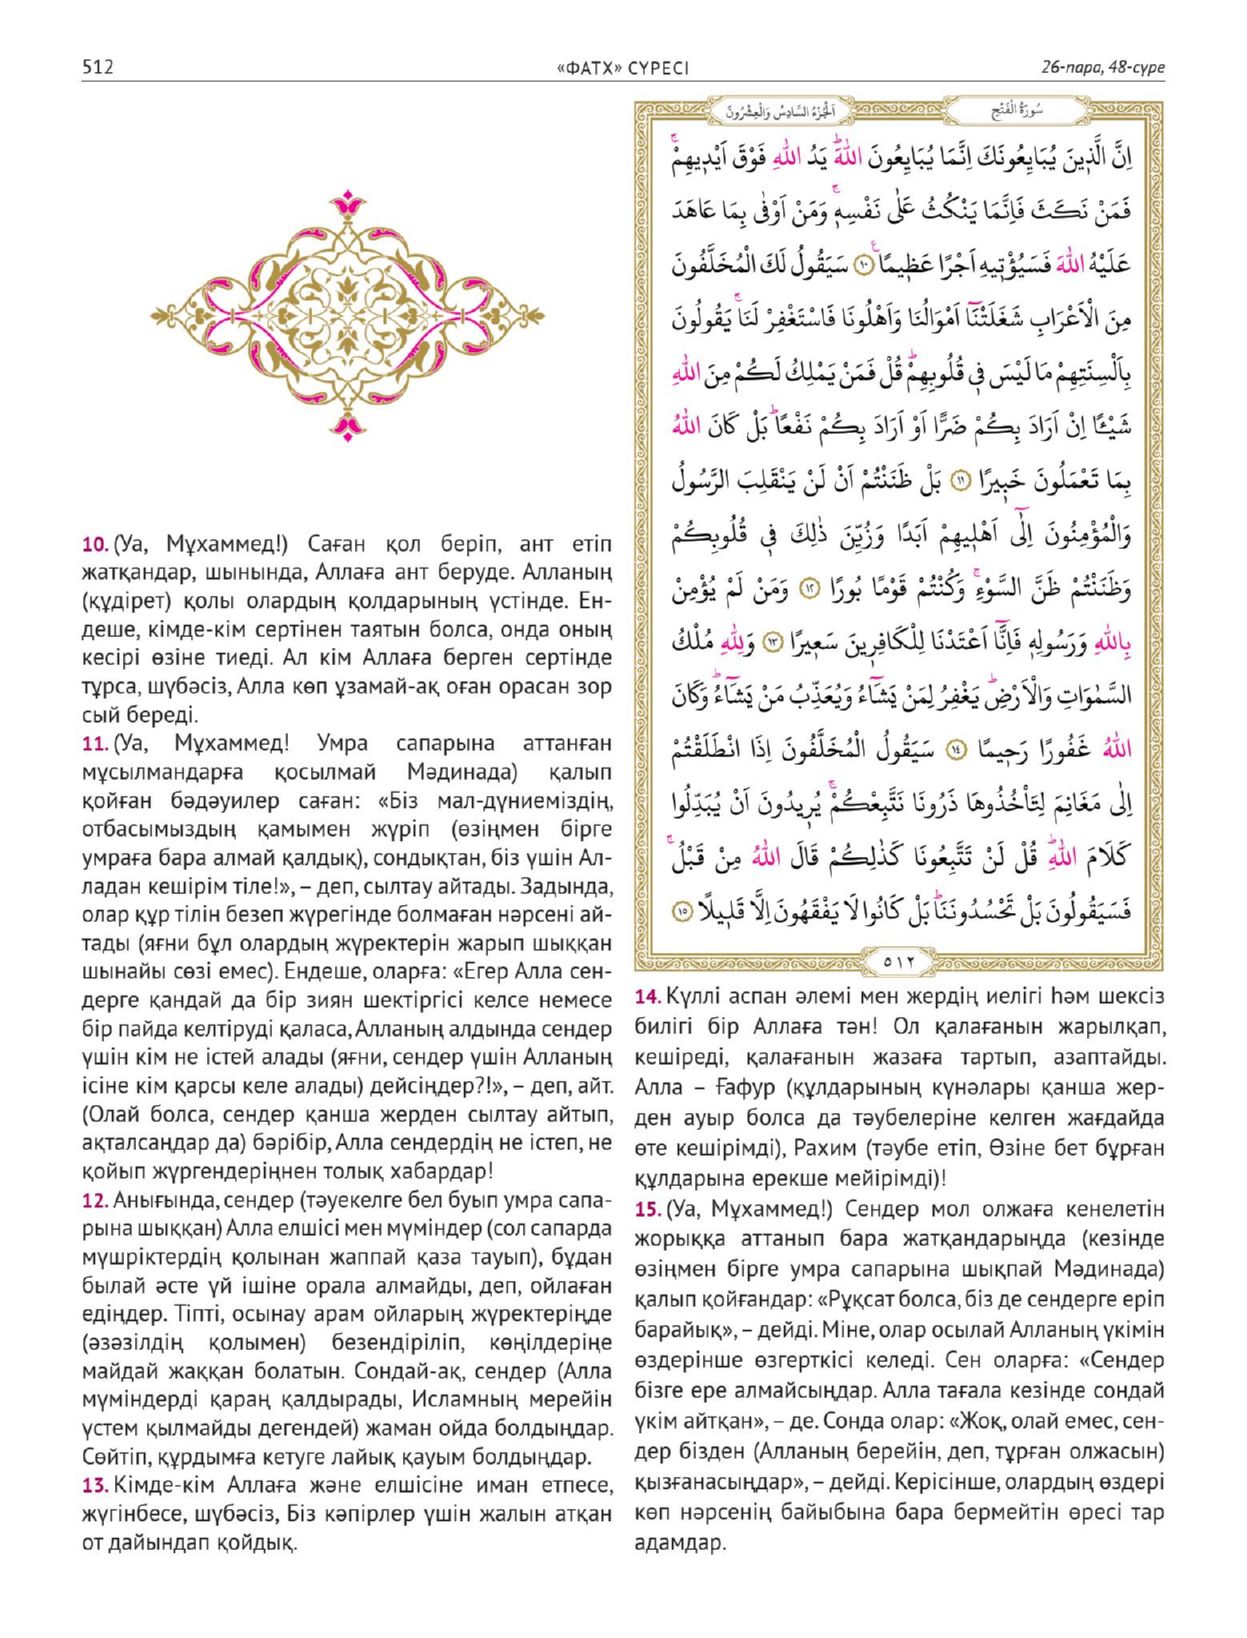 512
«ФАТХ» СҮРЕСІ
26-пара, 48-сүре
اَلْجُزْءُ السَّادِسُ وَالْعِشْرُونَ
سُورَةُ الْفَتْحِ
اِنَّ الَّذٖينَ يُبَايِعُونَكَ اِنَّمَا يُبَايِعُونَ اللّٰهَؕ يَدُ اللّٰهِ فَوْقَ اَيْدٖيهِمْۚ
فَمَنْ نَكَثَ فَاِنَّمَا يَنْكُثُ عَلٰى نَفْسِهٖۚ وَمَنْ اَوْفٰى بِمَا عَاهَدَ
عَلَيْهُ اللّٰهَ فَسَيُؤْتٖيهِ اَجْرًا عَظٖيمًاࣖ ١٠ سَيَقُولُ لَكَ الْمُخَلَّفُونَ
مِنَ الْاَعْرَابِ شَغَلَتْنَٓا اَمْوَالُنَا وَاَهْلُونَا فَاسْتَغْفِرْ لَنَاۚ يَقُولُونَ
بِاَلْسِنَتِهِمْ مَا لَيْسَ فٖي قُلُوبِهِمْؕ قُلْ فَمَنْ يَمْلِكُ لَكُمْ مِنَ اللّٰهِ
شَيْـًٔا اِنْ اَرَادَ بِكُمْ ضَرًّا اَوْ اَرَادَ بِكُمْ نَفْعًاؕ بَلْ كَانَ اللّٰهُ
بِمَا تَعْمَلُونَ خَبٖيرًا ١١ بَلْ ظَنَنْتُمْ اَنْ لَنْ يَنْقَلِبَ الرَّسُولُ
وَالْمُؤْمِنُونَ اِلٰٓى اَهْلٖيهِمْ اَبَدًا وَزُيِّنَ ذٰلِكَ فٖي قُلُوبِكُمْ
وَظَنَنْتُمْ ظَنَّ السَّوْءِۚ وَكُنْتُمْ قَوْمًا بُورًا ١٢ وَمَنْ لَمْ يُؤْمِنْ
بِاللّٰهِ وَرَسُولِهٖ فَاِنَّٓا اَعْتَدْنَا لِلْكَافِرٖينَ سَعٖيرًا ١٣ وَلِلّٰهِ مُلْكُ
السَّمٰوَاتِ وَالْاَرْضِؕ يَغْفِرُ لِمَنْ يَشَٓاءُ وَيُعَذِّبُ مَنْ يَشَٓاءُؕ وَكَانَ
اللّٰهُ غَفُورًا رَحٖيمًا ١٤ سَيَقُولُ الْمُخَلَّفُونَ اِذَا انْطَلَقْتُمْ
اِلٰى مَغَانِمَ لِتَأْخُذُوهَا ذَرُونَا نَتَّبِعْكُمْۚ يُرٖيدُونَ اَنْ يُبَدِّلُوا
كَلَامَ اللّٰهِؕ قُلْ لَنْ تَتَّبِعُونَا كَذٰلِكُمْ قَالَ اللّٰهُ مِنْ قَبْلُۚ
فَسَيَقُولُونَ بَلْ تَحْسُدُونَنَاؕ بَلْ كَانُوا لَا يَفْقَهُونَ اِلَّا قَلٖيلًا ١٥
٥١٢
10. (Уа, Мұхаммед!) Саған қол беріп, ант етіп
жатқандар, шынында, Аллаға ант беруде. Алланың
(құдірет) қолы олардың қолдарының үстінде. Ен-
деше, кімде-кім сертінен таятын болса, онда оның
кесірі өзіне тиеді. Ал кім Аллаға берген сертінде
тұрса, шүбәсіз, Алла көп ұзамай-ақ оған орасан зор
сый береді.
11. (Уа, Мұхаммед! Умра сапарына аттанған
мұсылмандарға қосылмай Мәдинада) қалып
қойған бәдәуилер саған: «Біз мал-дүниеміздің,
отбасымыздың қамымен жүріп (өзіңмен бірге
умраға бара алмай қалдық), сондықтан, біз үшін Ал-
ладан кешірім тіле!», – деп, сылтау айтады. Задында,
олар құр тілін безеп жүрегінде болмаған нәрсені ай-
тады (яғни бұл олардың жүректерін жарып шыққан
шынайы сөзі емес). Ендеше, оларға: «Егер Алла сен-
дерге қандай да бір зиян шектіргісі келсе немесе
бір пайда келтіруді қаласа, Алланың алдында сендер
үшін кім не істей алады (яғни, сендер үшін Алланың
ісіне кім қарсы келе алады) дейсіңдер?!», – деп, айт.
(Олай болса, сендер қанша жерден сылтау айтып,
ақталсаңдар да) бәрібір, Алла сендердің не істеп, не
қойып жүргендеріңнен толық хабардар!
12. Анығында, сендер (тәуекелге бел буып умра сапа-
рына шыққан) Алла елшісі мен мүміндер (сол сапарда
мүшріктердің қолынан жаппай қаза тауып), бұдан
былай әсте үй ішіне орала алмайды, деп, ойлаған
едіңдер. Тіпті, осынау арам ойларың жүректеріңде
(әзәзілдің қолымен) безендіріліп, көңілдеріңе
майдай жаққан болатын. Сондай-ақ, сендер (Алла
мүміндерді қараң қалдырады, Исламның мерейін
үстем қылмайды дегендей) жаман ойда болдыңдар.
Сөйтіп, құрдымға кетуге лайық қауым болдыңдар.
13. Кімде-кім Аллаға және елшісіне иман етпесе,
жүгінбесе, шүбәсіз, Біз кәпірлер үшін жалын атқан
от дайындап қойдық.
14. Күллі аспан әлемі мен жердің иелігі һәм шексіз
билігі бір Аллаға тән! Ол қалағанын жарылқап,
кешіреді, қалағанын жазаға тартып, азаптайды.
Алла – Ғафур (құлдарының күнәлары қанша жер-
ден ауыр болса да тәубелеріне келген жағдайда
өте кешірімді), Рахим (тәубе етіп, Өзіне бет бұрған
құлдарына ерекше мейірімді)!
15. (Уа, Мұхаммед!) Сендер мол олжаға кенелетін
жорыққа аттанып бара жатқандарыңда (кезінде
өзіңмен бірге умра сапарына шықпай Мәдинада)
қалып қойғандар: «Рұқсат болса, біз де сендерге еріп
барайық», – дейді. Міне, олар осылай Алланың үкімін
өздерінше өзгерткісі келеді. Сен оларға: «Сендер
бізге ере алмайсыңдар. Алла тағала кезінде сондай
үкім айтқан», – де. Сонда олар: «Жоқ, олай емес, сен-
дер бізден (Алланың берейін, деп, тұрған олжасын)
қызғанасыңдар», – дейді. Керісінше, олардың өздері
көп нәрсенің байыбына бара бермейтін өресі тар
адамдар.